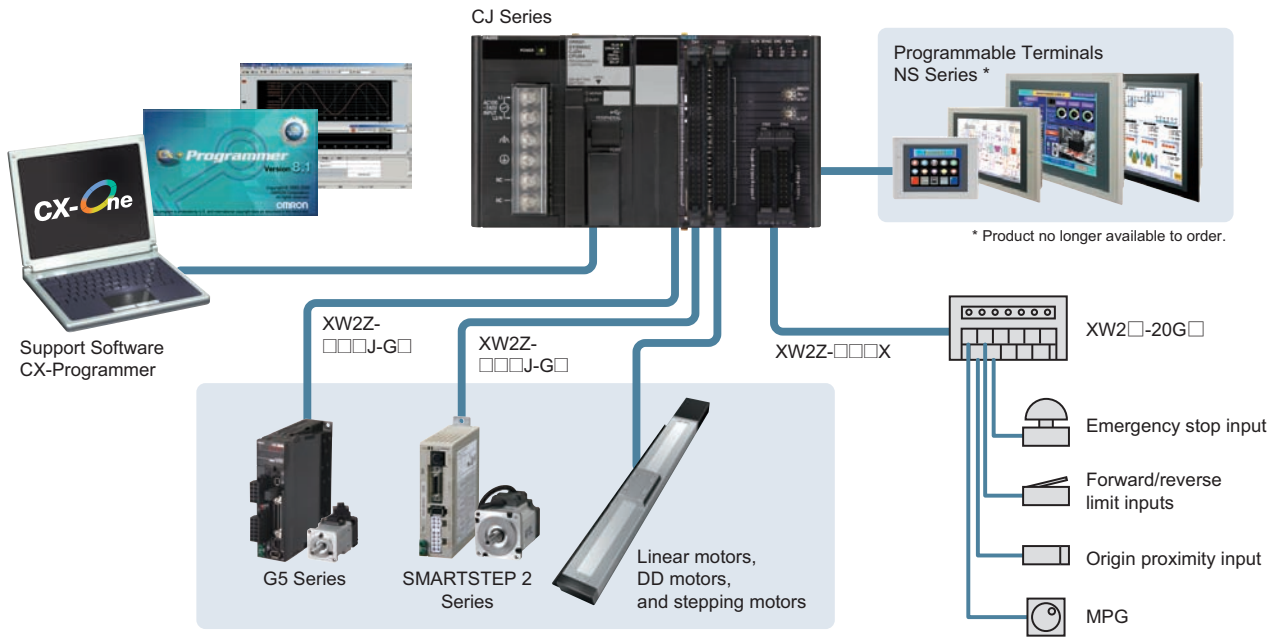 CJ Series
POWER
Programmable Terminals
NS Series *
* Product no longer available to order.
CX-Programmer
Version 8.1
OMRON
CX-One
Support Software
CX-Programmer
XW2Z-
□□□J-G□
XW2Z-
□□□J-G□
XW2Z-□□□X
XW2□-20G□
Emergency stop input
Forward/reverse
limit inputs
Origin proximity input
MPG
G5 Series
SMARTSTEP 2
Series
Linear motors,
DD motors,
and stepping motors